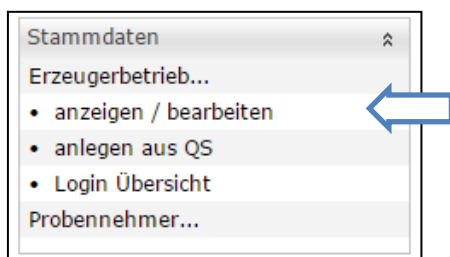 Stammdaten
Erzeugerbetrieb...
• anzeigen / bearbeiten
• anlegen aus QS
• Login Übersicht
Probennehmer...